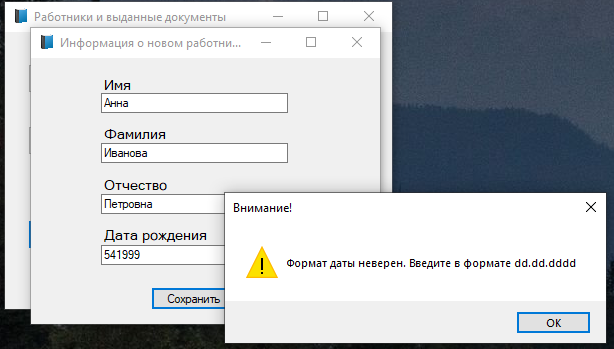 Работники и выданные документы
Информация о новом работни...
Имя
Анна
Фамилия
Иванова
Отчество
Петровна
Дата рождения
541999
Сохранить
Внимание!
Формат даты неверен. Введите в формате dd.dd.dddd
OK